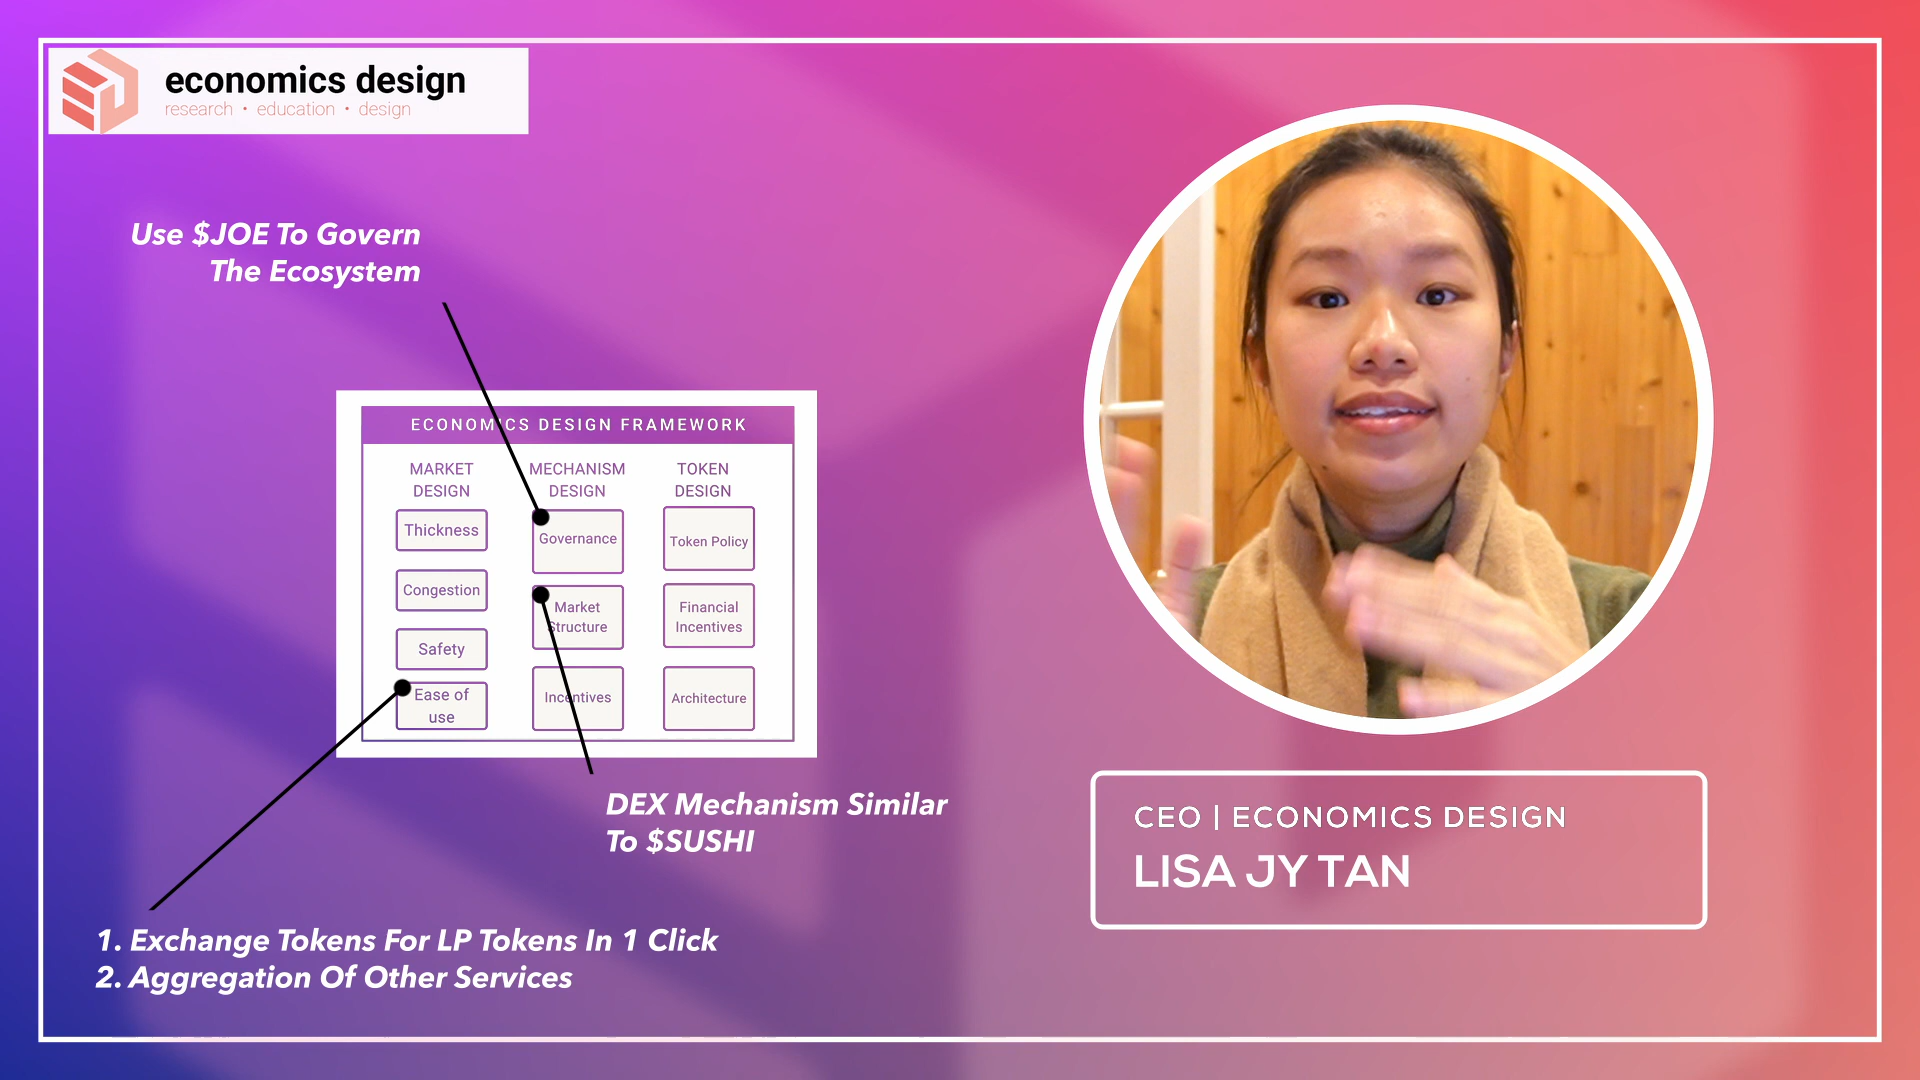 economics design
research • education • design
Use $JOE To Govern
The Ecosystem
ECONOMICS DESIGN FRAMEWORK
MARKET
DESIGN
Thickness
Congestion
Safety
Ease of
use
MECHANISM
DESIGN
Governance
Market
Structure
Incentives
TOKEN
DESIGN
Token Policy
Financial
Incentives
Architecture
DEX Mechanism Similar
To $SUSHI
1. Exchange Tokens For LP Tokens In 1 Click
2. Aggregation Of Other Services
CEO | ECONOMICS DESIGN
LISA JY TAN